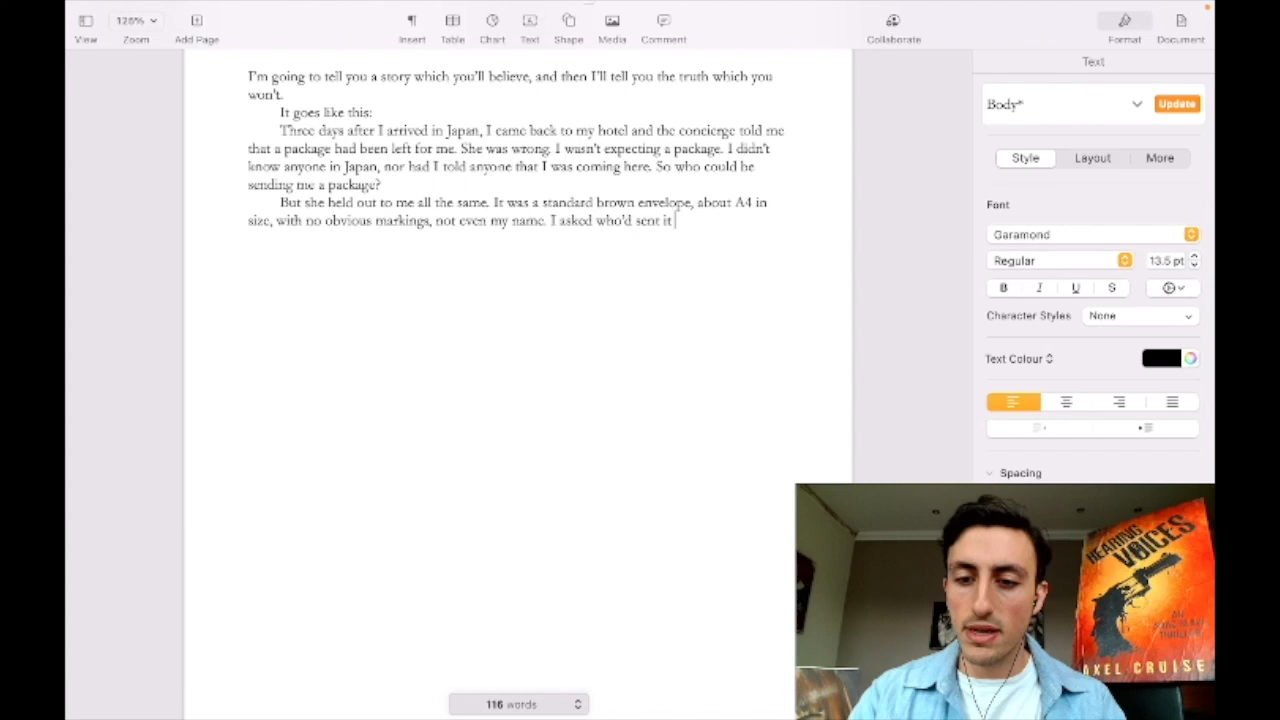 126%
View
Zoom
Add Page
Insert
Table
Chart
Text
Shape
Media
Comment
Collaborate
Format
Document
I'm going to tell you a story which you'll believe, and then I'll tell you the truth which you
won't.
It goes like this:
Three days after I arrived in Japan, I came back to my hotel and the concierge told me
that a package had been left for me. She was wrong. I wasn't expecting a package. I didn't
know anyone in Japan, nor had I told anyone that I was coming here. So who could be
sending me a package?
But she held out to me all the same. It was a standard brown envelope, about A4 in
size, with no obvious markings, not even my name. I asked who'd sent it
116 words
Text
Body*
Update
Style
Layout
More
Font
Garamond
Regular
13.5 pt
B I U S
Character Styles
None
Text Colour
Spacing
HEARING
VOICES
AXEL CRUISE